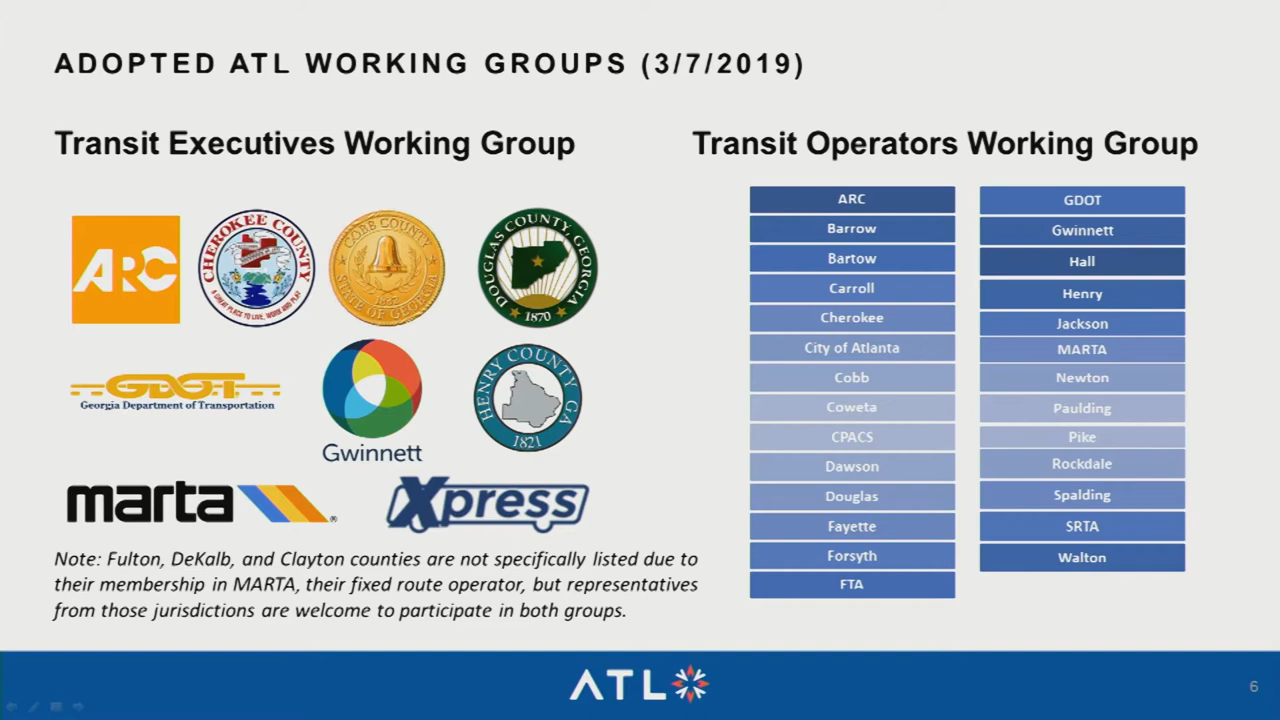 ADOPTED ATL WORKING GROUPS (3/7/2019)
Transit Executives Working Group
ARC
CHEROKEE COUNTY
A GREAT PLACE TO LIVE, WORK AND PLAY
COBB COUNTY
1832
STATE OF GEORGIA
DOUGLAS COUNTY, GEORGIA
1870
GDOT
Georgia Department of Transportation
Gwinnett
HENRY COUNTY GA
1821
marta ®
Xpress
Note: Fulton, DeKalb, and Clayton counties are not specifically listed due to
their membership in MARTA, their fixed route operator, but representatives
from those jurisdictions are welcome to participate in both groups.
Transit Operators Working Group
ARC
Barrow
Bartow
Carroll
Cherokee
City of Atlanta
Cobb
Coweta
CPACS
Dawson
Douglas
Fayette
Forsyth
FTA
GDOT
Gwinnett
Hall
Henry
Jackson
MARTA
Newton
Paulding
Pike
Rockdale
Spalding
SRTA
Walton
ATL
6